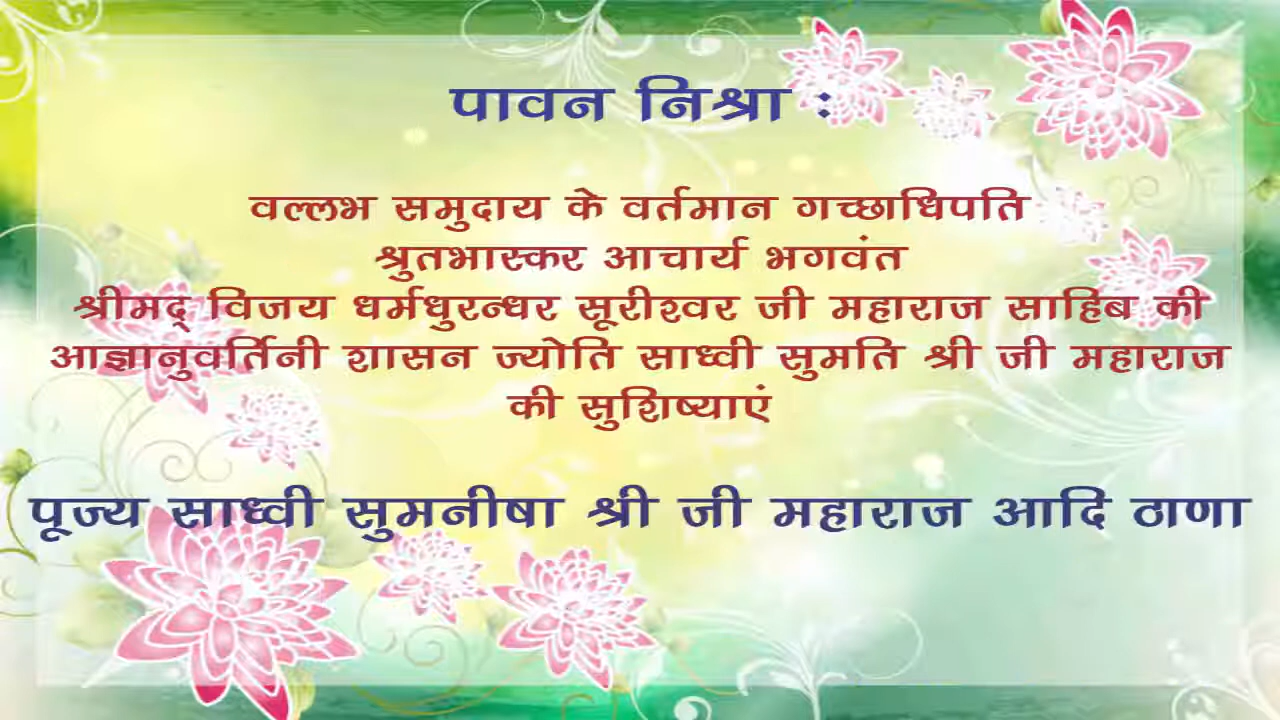 पावन निश्रा :
वल्लभ समुदाय के वर्तमान गच्छाधिपति
श्रुतभास्कर आचार्य भगवंत
श्रीमद् विजय धर्मधुरन्धर सूरीश्वर जी महाराज साहिब की
आज्ञानुवर्तिनी शासन ज्योति साध्वी सुमति श्री जी महाराज
की सुशिष्याएं
पूज्य साध्वी सुमनीषा श्री जी महाराज आदि ठाणा